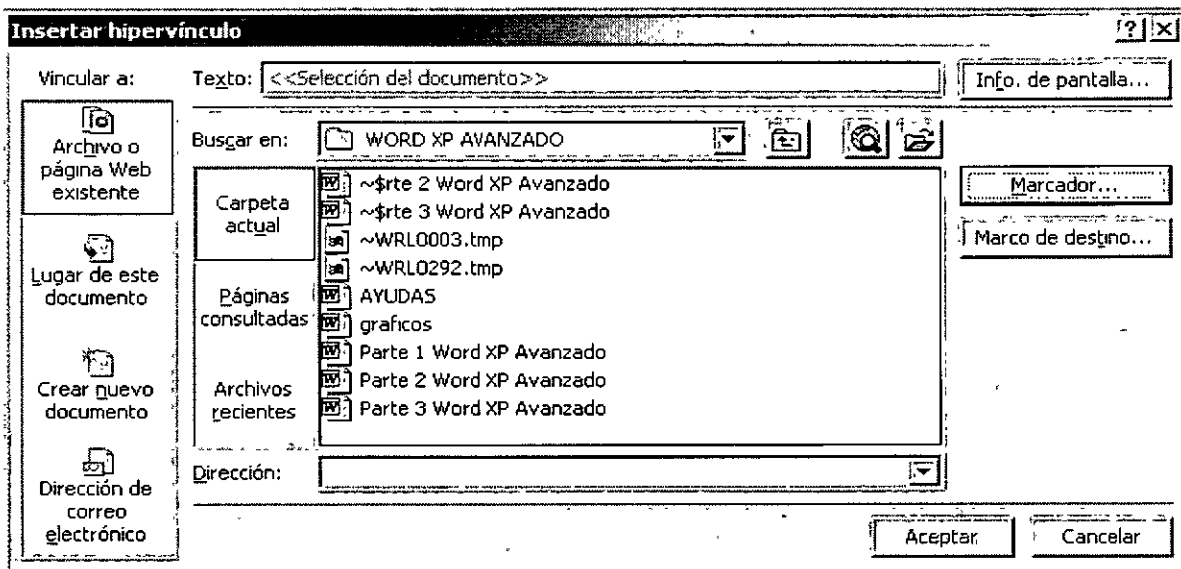 Insertar hipervínculo
Vincular a:
Texto: <<Selección del documento>>
Info. de pantalla...
Archivo o
página Web
existente
Lugar de este
documento
Crear nuevo
documento
Dirección de
correo
electrónico
Buscar en: WORD XP AVANZADO
Carpeta
actual
Páginas
consultadas
Archivos
recientes
~$rte 2 Word XP Avanzado
~$rte 3 Word XP Avanzado
~WRL0003.tmp
~WRL0292.tmp
AYUDAS
graficos
Parte 1 Word XP Avanzado
Parte 2 Word XP Avanzado
Parte 3 Word XP Avanzado
Marcador...
Marco de destino...
Dirección:
Aceptar
Cancelar